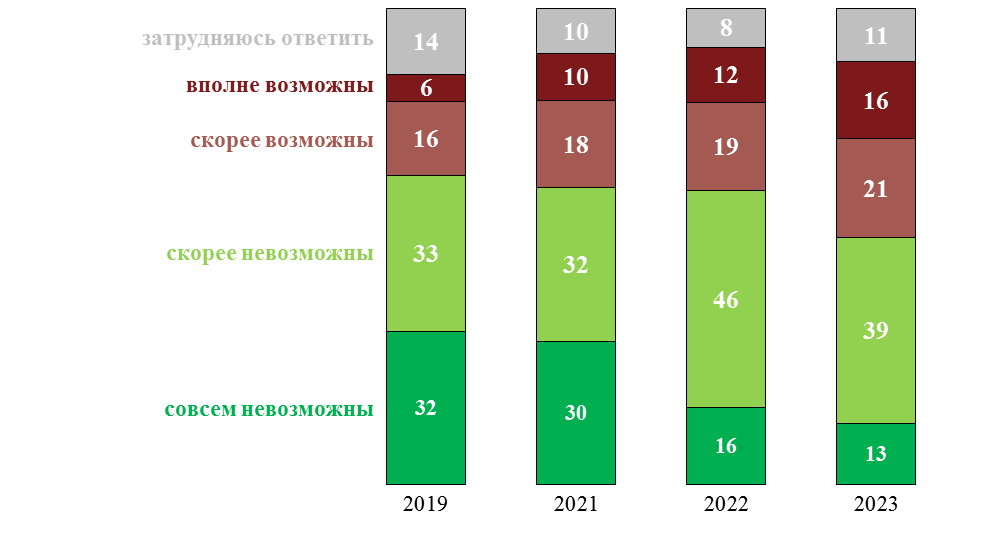 затрудняюсь ответить 14 10 8 11
вполне возможны 6 10 12 16
скорее возможны 16 18 19 21
скорее невозможны 33 32 46 39
совсем невозможны 32 30 16 13
2019 2021 2022 2023